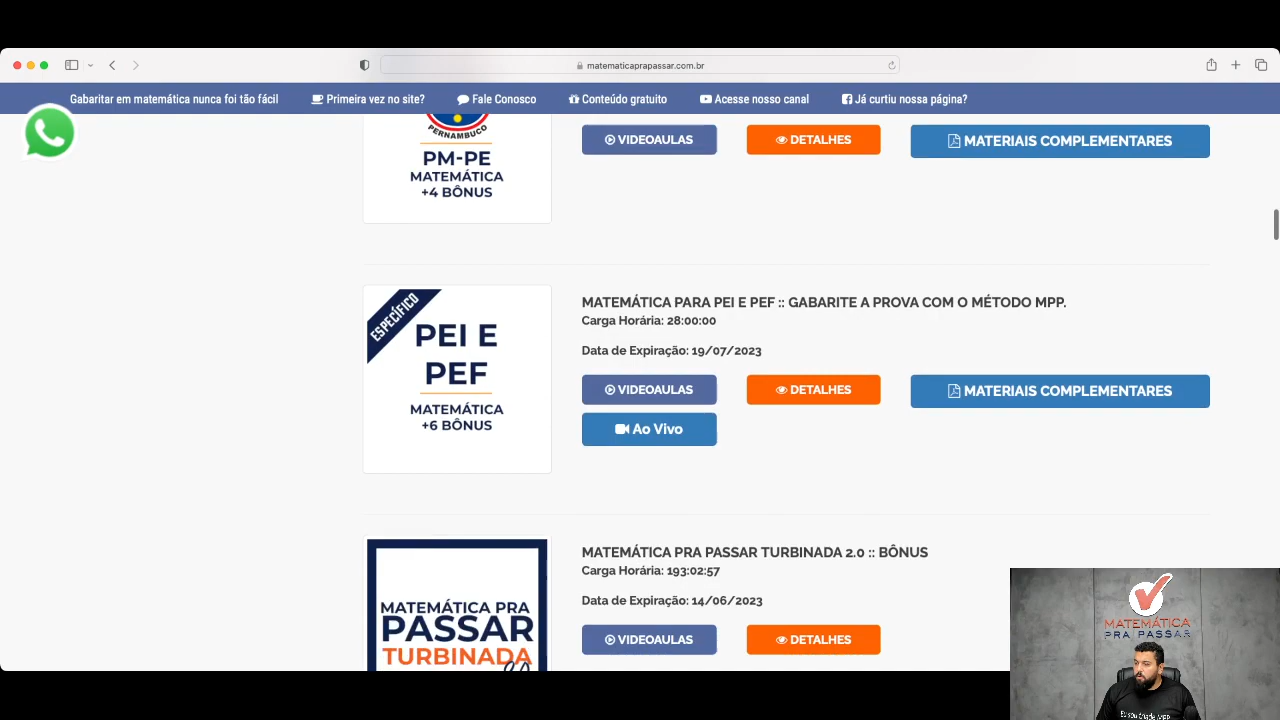 matematicaprapassar.com.br
Gabaritar em matemática nunca foi tão fácil
Primeira vez no site?
Fale Conosco
Conteúdo gratuito
Acesse nosso canal
Já curtiu nossa página?
PERNAMBUCO
PM-PE
MATEMÁTICA
+4 BÔNUS
VIDEOAULAS
DETALHES
MATERIAIS COMPLEMENTARES
ESPECÍFICO
PEI E
PEF
MATEMÁTICA
+6 BÔNUS
MATEMÁTICA PARA PEI E PEF :: GABARITE A PROVA COM O MÉTODO MPP.
Carga Horária: 28:00:00
Data de Expiração: 19/07/2023
VIDEOAULAS
DETALHES
MATERIAIS COMPLEMENTARES
Ao Vivo
MATEMÁTICA PRA
PASSAR
TURBINADA
2.0
MATEMÁTICA PRA PASSAR TURBINADA 2.0 :: BÔNUS
Carga Horária: 193:02:57
Data de Expiração: 14/06/2023
VIDEOAULAS
DETALHES
MATEMÁTICA
PRA PASSAR